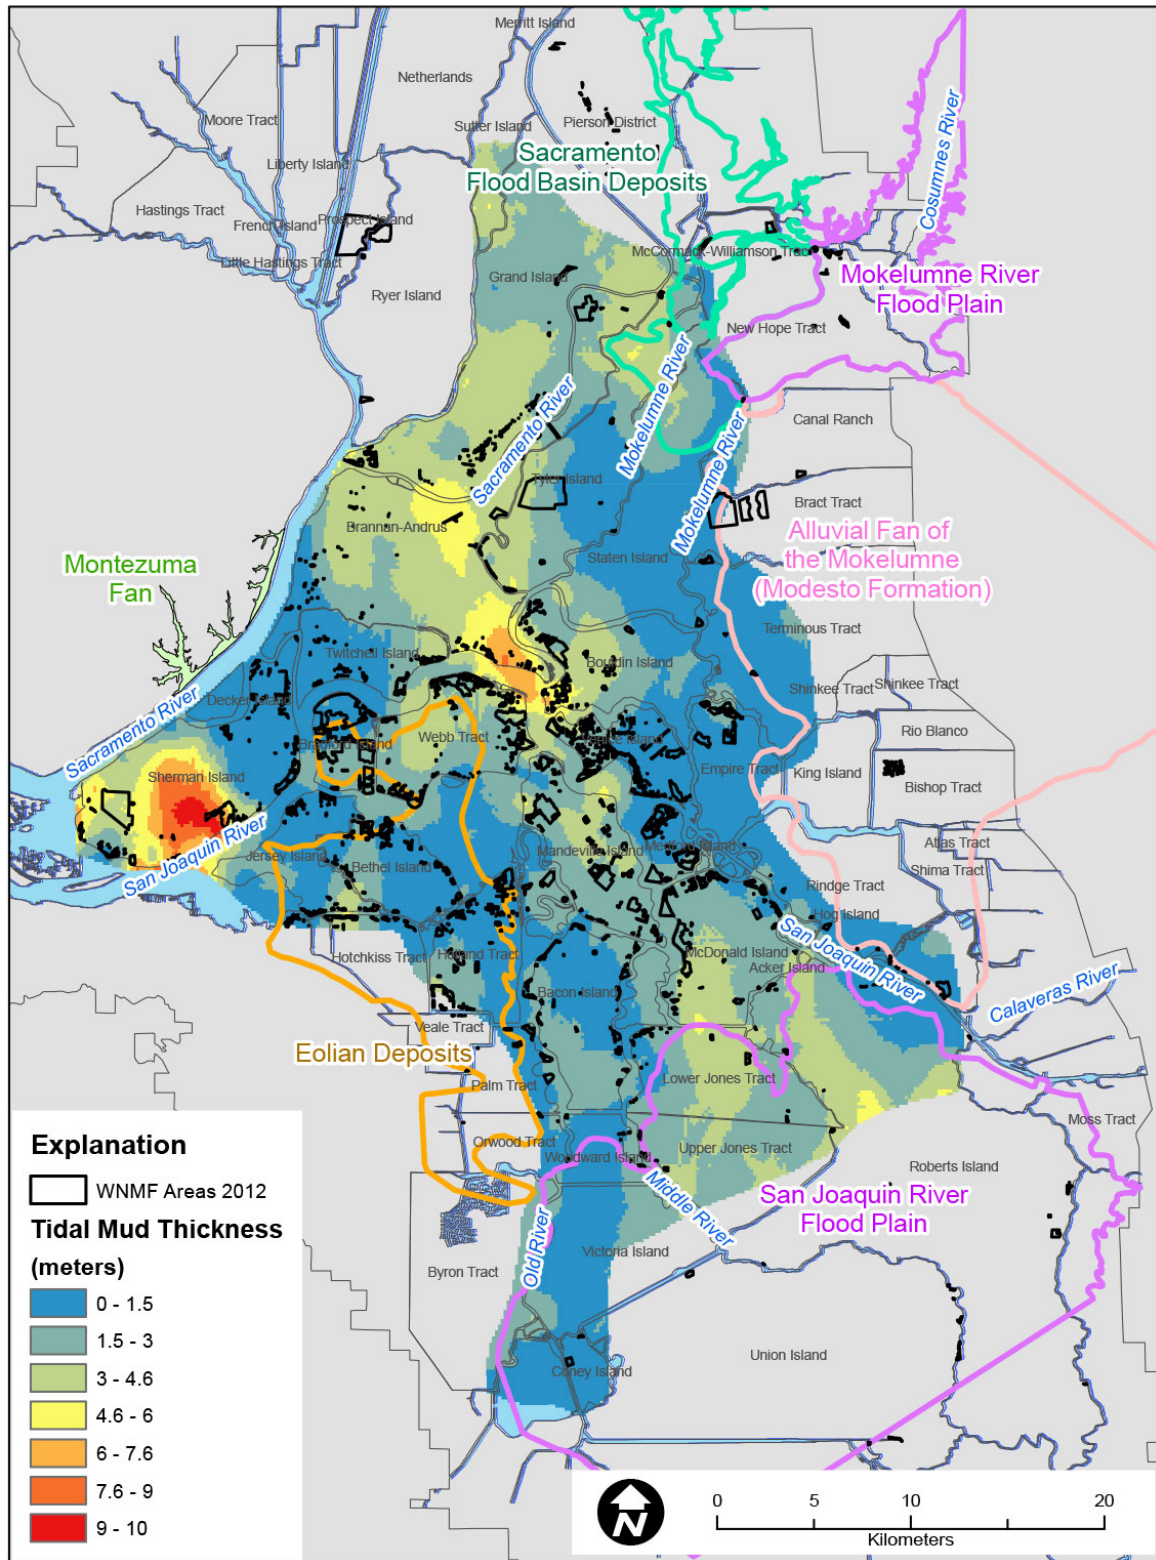 Merritt Island
Netherlands
Moore Tract
Sutter Island
Pierson District
Liberty Island
Sacramento
Flood Basin Deposits
Cosumnes River
Hastings Tract
French Island
Prospect Island
Little Hastings Tract
McCormack-Williamson Tract
Grand Island
Ryer Island
Mokelumne River
Flood Plain
New Hope Tract
Mokelumne River
Sacramento River
Canal Ranch
Mokelumne River
Tyler Island
Bract Tract
Brannan-Andrus
Alluvial Fan of
the Mokelumne
(Modesto Formation)
Staten Island
Montezuma
Fan
Terminous Tract
Twitchell Island
Bouldin Island
Shinkee Tract
Shinkee Tract
Decker Island
Sacramento River
Bradford Island
Webb Tract
Venice Island
Rio Blanco
Empire Tract
King Island
Sherman Island
Bishop Tract
San Joaquin River
Atlas Tract
Jersey Island
Bethel Island
Mandeville Island
Medford Island
Shima Tract
Rindge Tract
Hog Island
San Joaquin River
Hotchkiss Tract
Holland Tract
McDonald Island
Acker Island
Bacon Island
Calaveras River
Veale Tract
Eolian Deposits
Palm Tract
Lower Jones Tract
Moss Tract
Orwood Tract
Woodward Island
Upper Jones Tract
Roberts Island
Middle River
San Joaquin River
Flood Plain
Old River
Victoria Island
Byron Tract
Union Island
Coney Island
Explanation
WNMF Areas 2012
Tidal Mud Thickness
(meters)
0 - 1.5
1.5 - 3
3 - 4.6
4.6 - 6
6 - 7.6
7.6 - 9
9 - 10
N
0 5 10 20
Kilometers